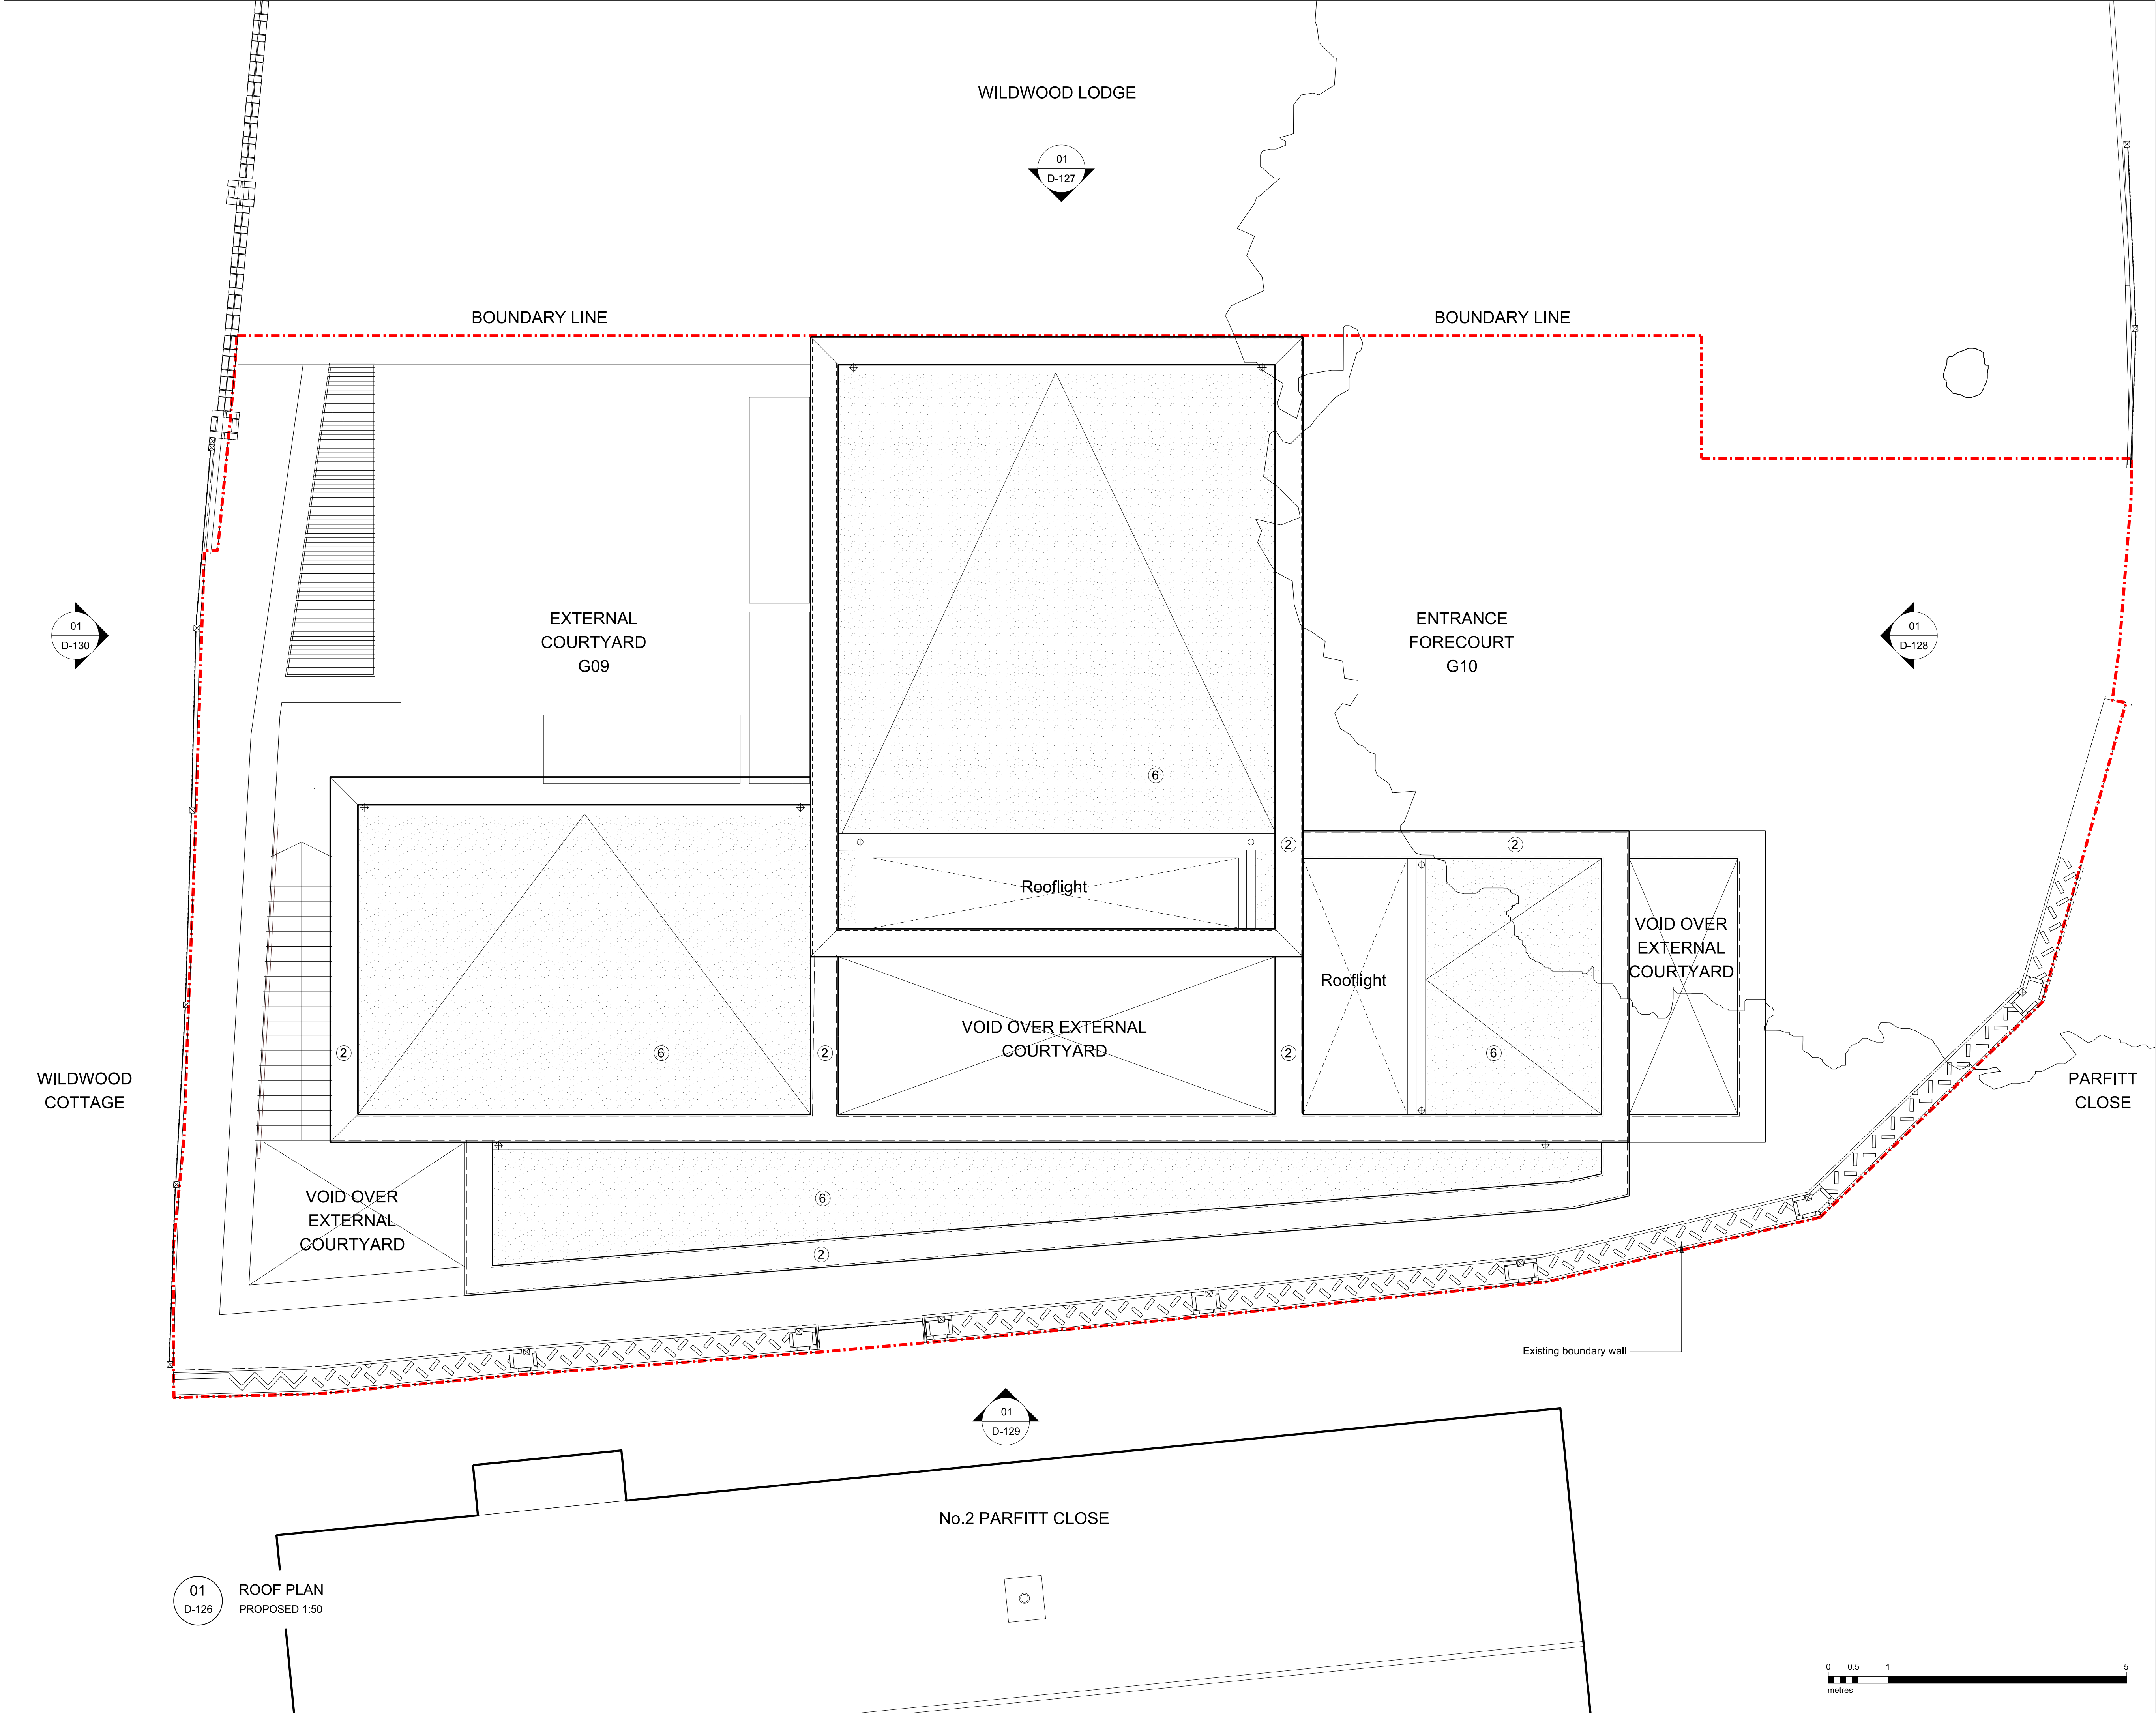 WILDWOOD LODGE
01
D-127
BOUNDARY LINE
BOUNDARY LINE
EXTERNAL
COURTYARD
G09
ENTRANCE
FORECOURT
G10
01
D-130
01
D-128
6
2
2
Rooflight
VOID OVER
EXTERNAL
COURTYARD
Rooflight
VOID OVER EXTERNAL
COURTYARD
2
6
2
2
6
WILDWOOD
COTTAGE
PARFITT
CLOSE
VOID OVER
EXTERNAL
COURTYARD
6
2
Existing boundary wall
01
D-129
No.2 PARFITT CLOSE
01
D-126
ROOF PLAN
PROPOSED 1:50
0 0.5 1 5
metres